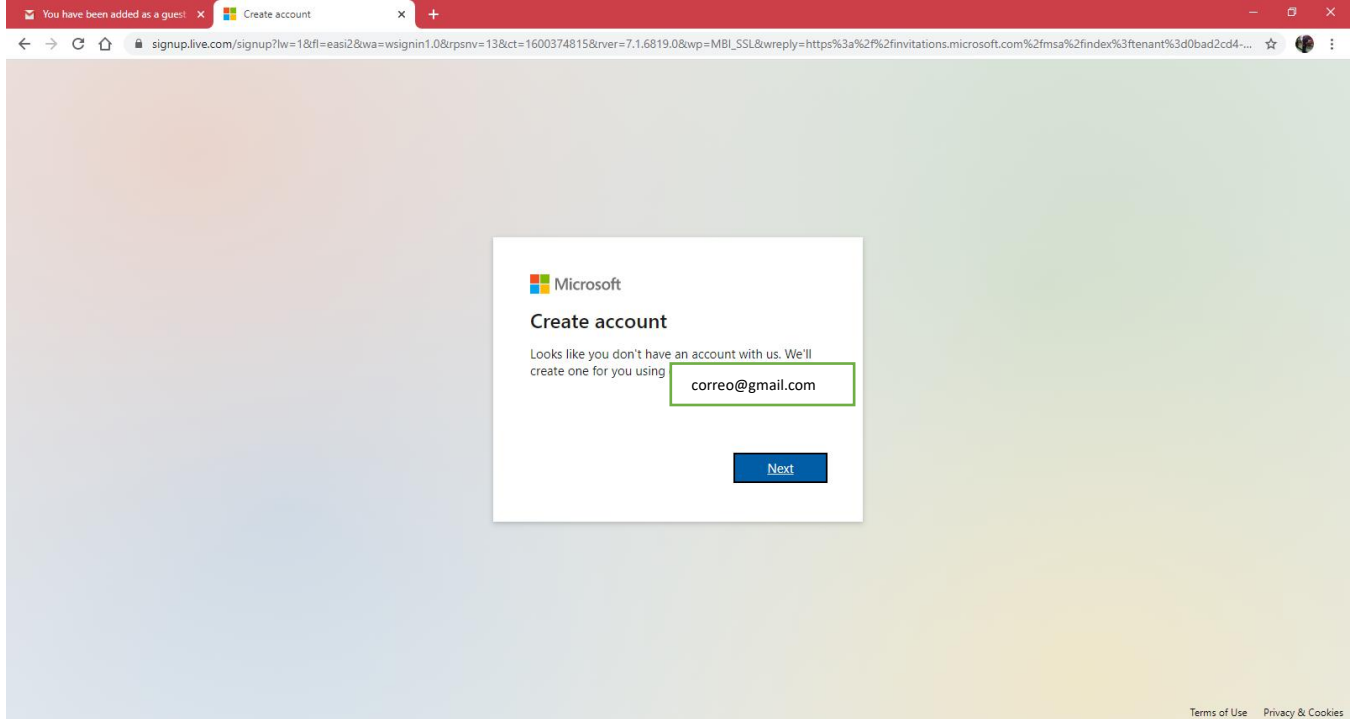 You have been added as a guest
Create account
signup.live.com/signup?lw=1&fl=easi2&wa=wsignin1.0&rpsnv=13&ct=1600374815&rver=7.1.6819.0&wp=MBI_SSL&wreply=https%3a%2f%2finvitations.microsoft.com%2fmsa%2findex%3ftenant%3d0bad2cd4-...
Microsoft
Create account
Looks like you don't have an account with us. We'll
create one for you using
correo@gmail.com
Next
Terms of Use Privacy & Cookies